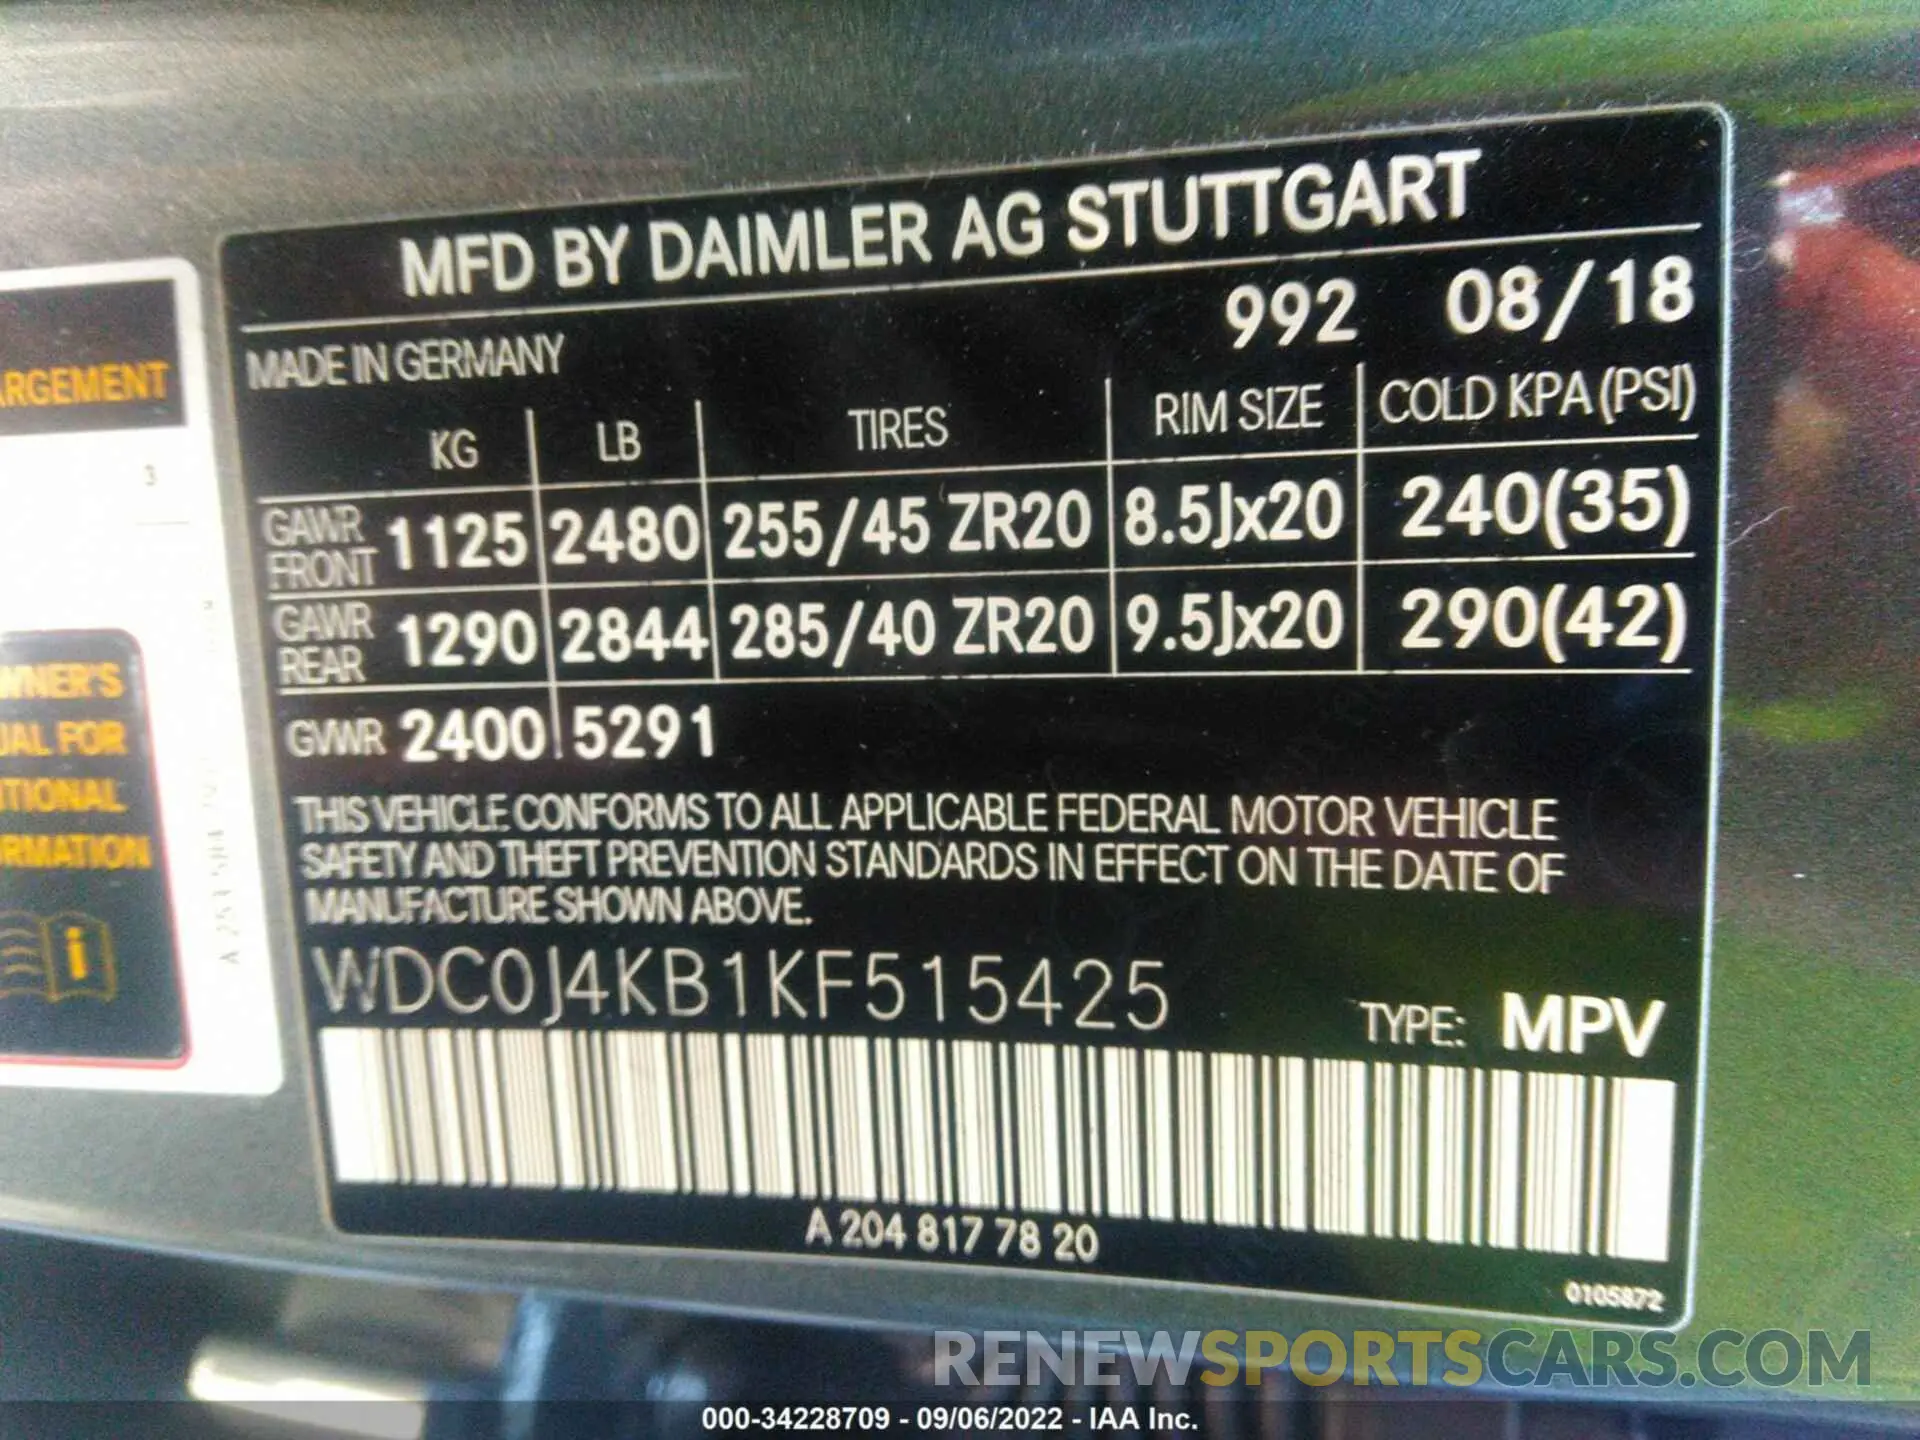 MFD BY DAIMLER AG STUTTGART
MADE IN GERMANY 992 08/18
KG LB TIRES RIM SIZE COLD KPA (PSI)
GAWR FRONT 1125 2480 255/45 ZR20 8.5Jx20 240(35)
GAWR REAR 1290 2844 285/40 ZR20 9.5Jx20 290(42)
GVWR 2400 5291
THIS VEHICLE CONFORMS TO ALL APPLICABLE FEDERAL MOTOR VEHICLE
SAFETY AND THEFT PREVENTION STANDARDS IN EFFECT ON THE DATE OF
MANUFACTURE SHOWN ABOVE.
WDC0J4KB1KF515425
TYPE: MPV
A 204 817 78 20
0105872
ARGEMENT
3
WNER'S
UAL FOR
ITIONAL
ORMATION
i
RENEWSPORTSCARS.COM
000-34228709 - 09/06/2022 - IAA Inc.